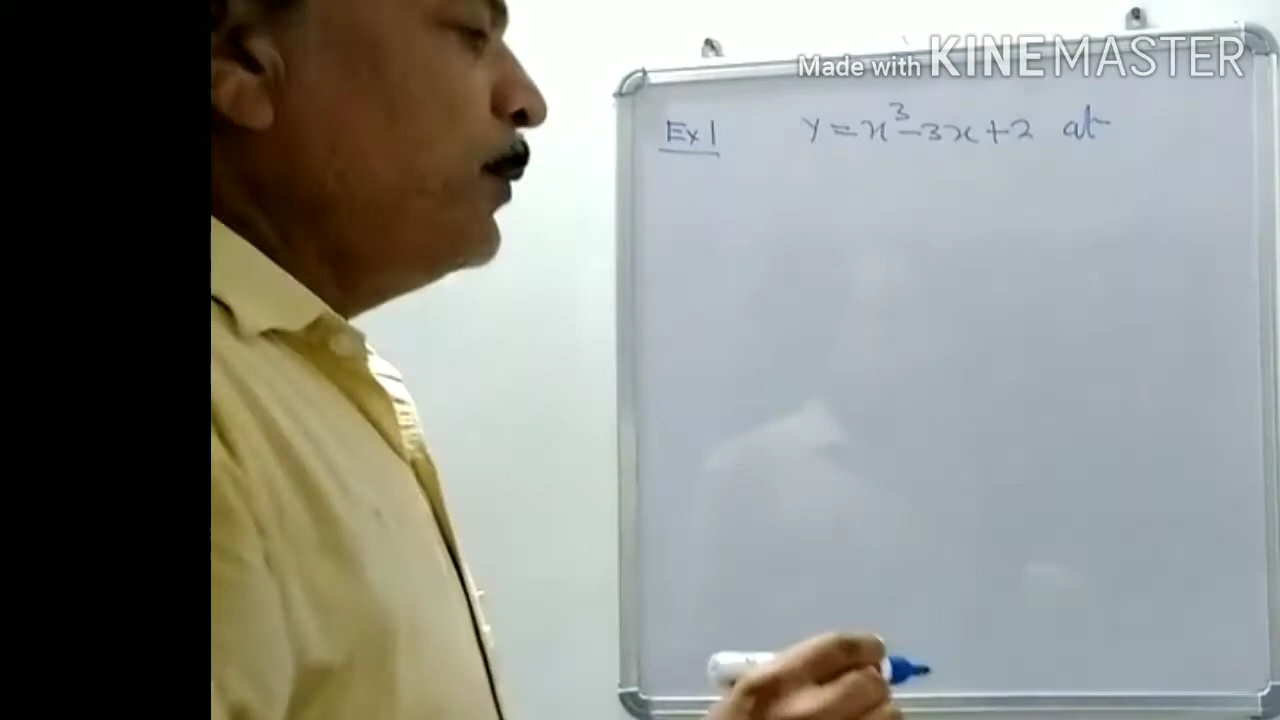 Made with KINEMASTER
Ex 1 y = x³ - 3x + 2 at